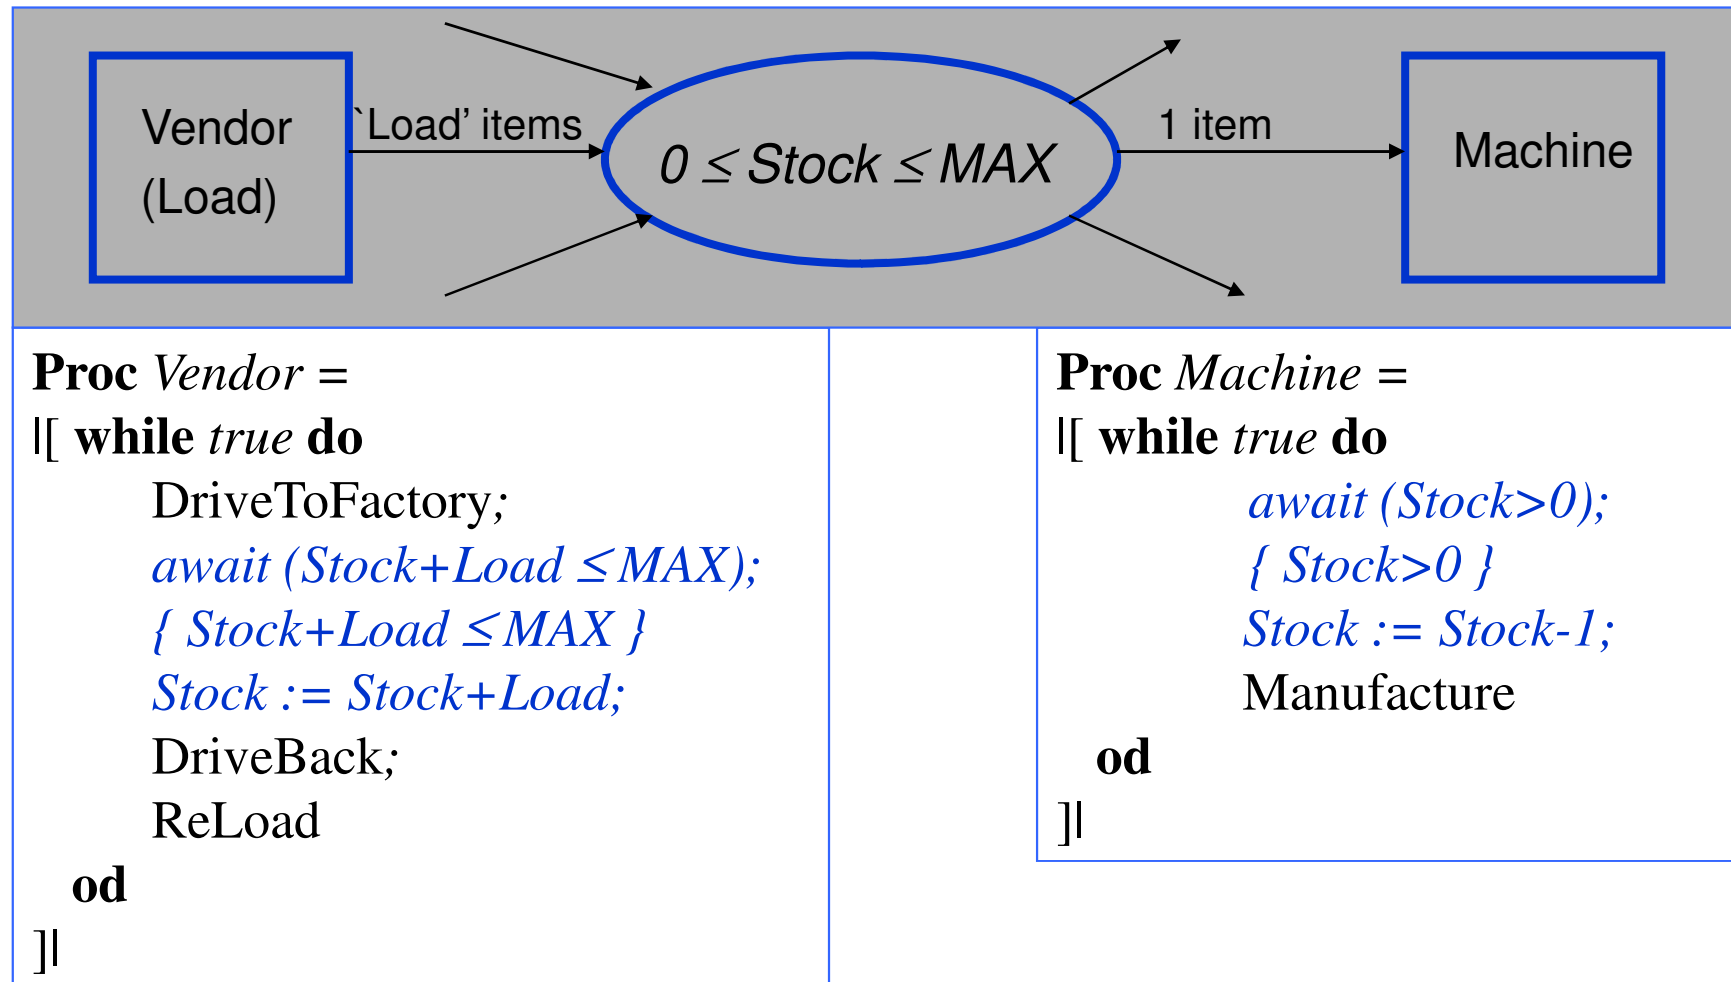 Vendor
(Load)
`Load' items
0 ≤ Stock ≤ MAX
1 item
Machine
Proc Vendor =
|[ while true do
DriveToFactory;
await (Stock+Load ≤ MAX);
{ Stock+Load ≤ MAX }
Stock := Stock+Load;
DriveBack;
ReLoad
od
]|
Proc Machine =
|[ while true do
await (Stock>0);
{ Stock>0 }
Stock := Stock-1;
Manufacture
od
]|